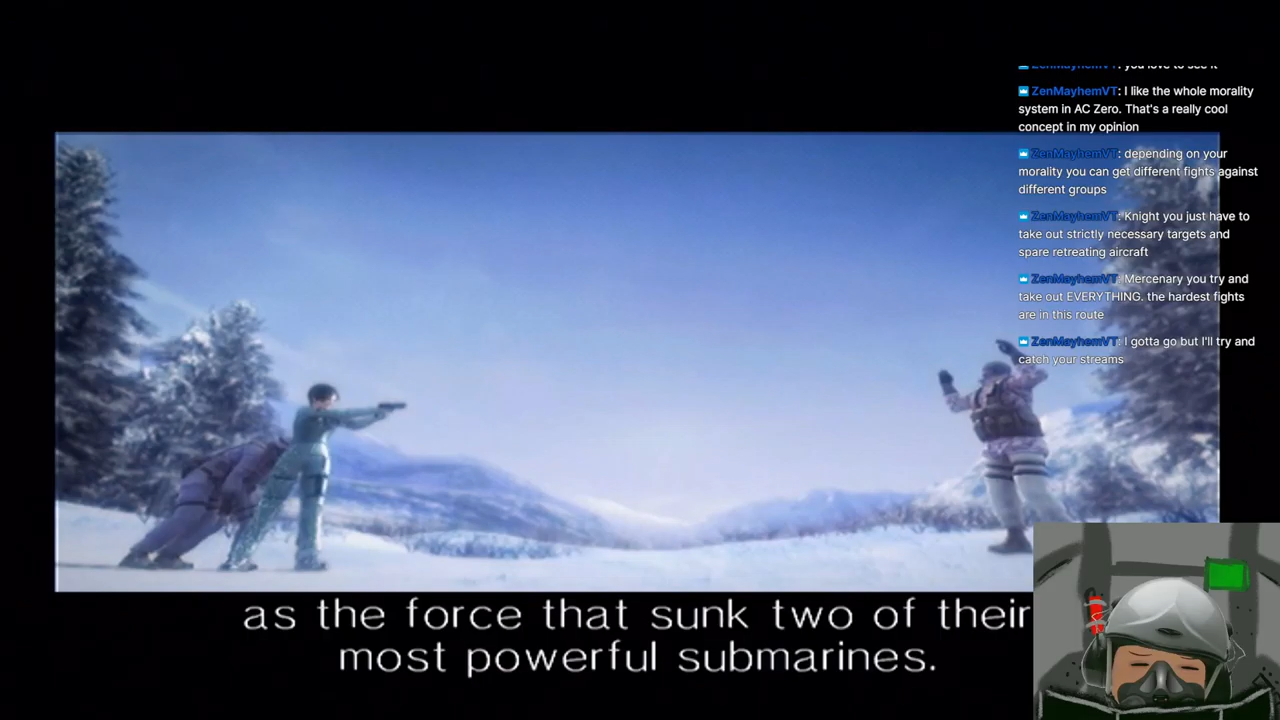 ZenMayhemVT: you love to see it
ZenMayhemVT: I like the whole morality
system in AC Zero. That's a really cool
concept in my opinion
ZenMayhemVT: depending on your
morality you can get different fights against
different groups
ZenMayhemVT: Knight you just have to
take out strictly necessary targets and
spare retreating aircraft
ZenMayhemVT: Mercenary you try and
take out EVERYTHING. the hardest fights
are in this route
ZenMayhemVT: I gotta go but I'll try and
catch your streams
as the force that sunk two of their
most powerful submarines.